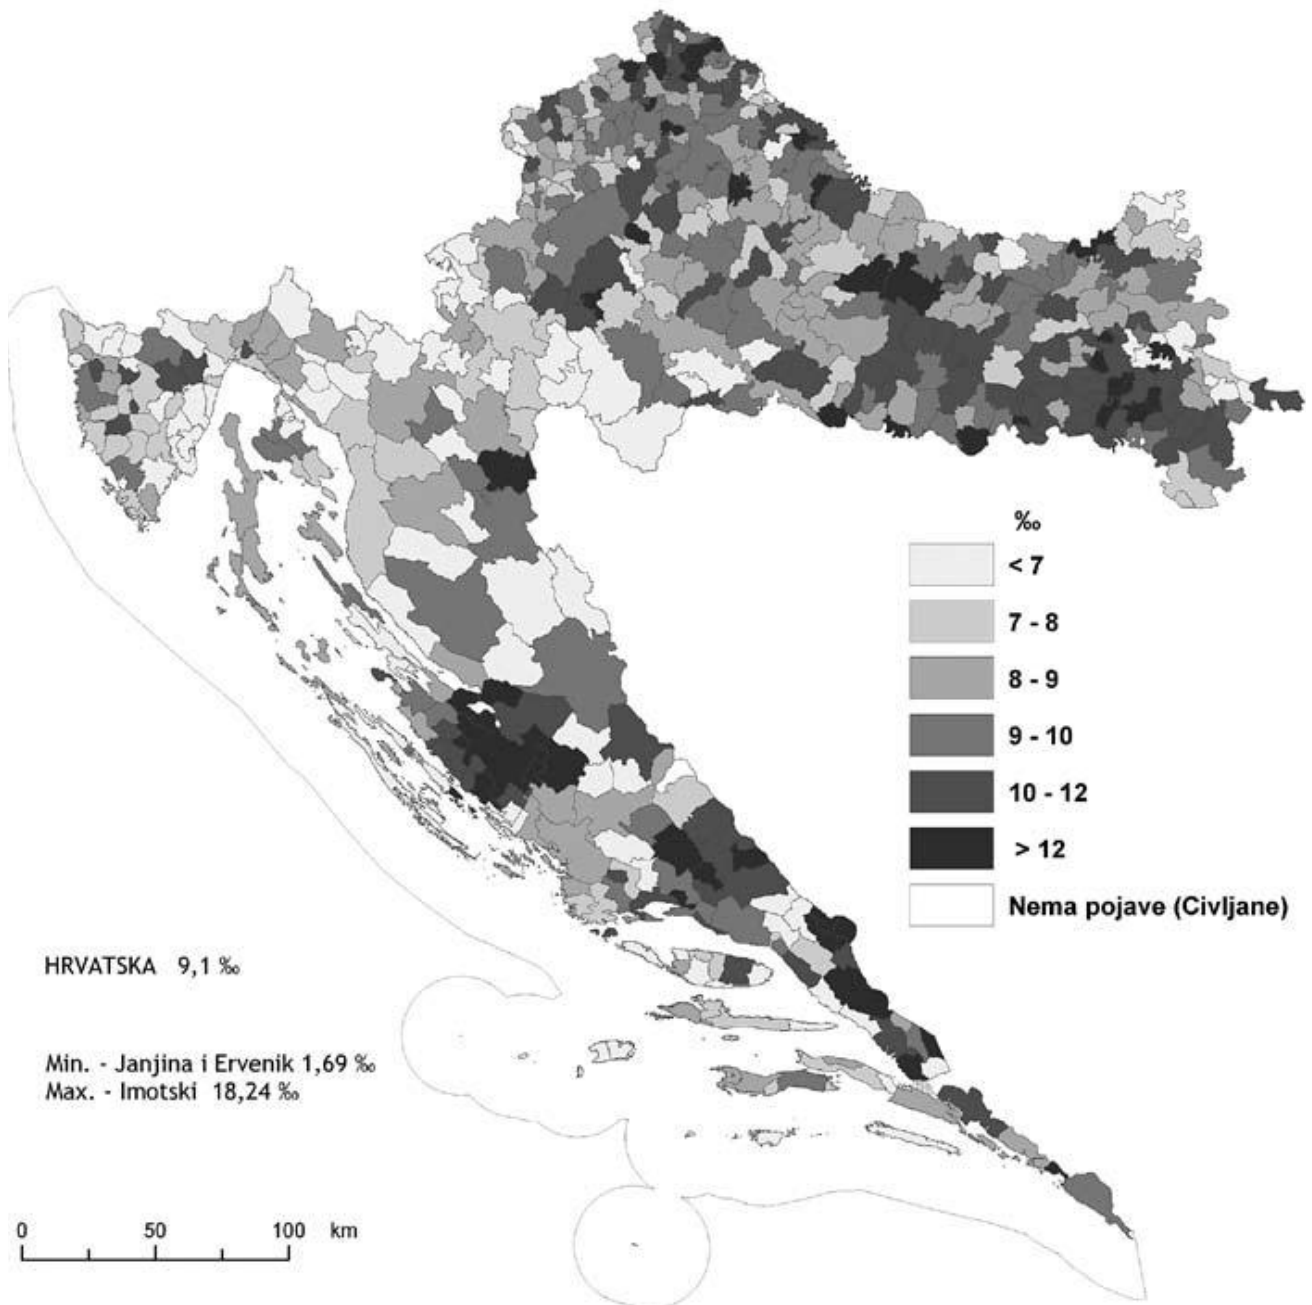 ‰
< 7
7 - 8
8 - 9
9 - 10
10 - 12
> 12
Nema pojave (Civljane)
HRVATSKA 9,1 ‰
Min. - Janjina i Ervenik 1,69 ‰
Max. - Imotski 18,24 ‰
0 50 100 km